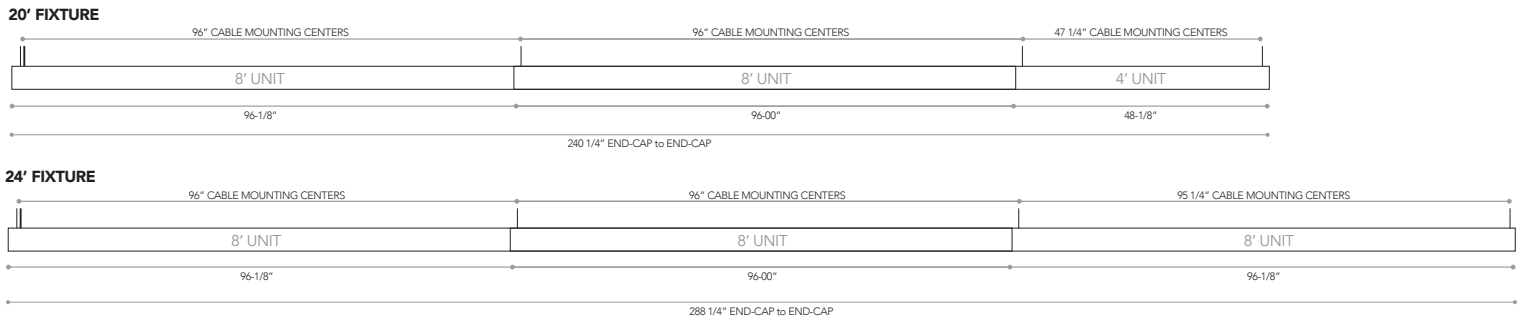 20’ FIXTURE
96” CABLE MOUNTING CENTERS 96” CABLE MOUNTING CENTERS 47 1/4” CABLE MOUNTING CENTERS
8’ UNIT 8’ UNIT 4’ UNIT
96-1/8” 96-00” 48-1/8”
240 1/4” END-CAP to END-CAP
24’ FIXTURE
96” CABLE MOUNTING CENTERS 96” CABLE MOUNTING CENTERS 95 1/4” CABLE MOUNTING CENTERS
8’ UNIT 8’ UNIT 8’ UNIT
96-1/8” 96-00” 96-1/8”
288 1/4” END-CAP to END-CAP